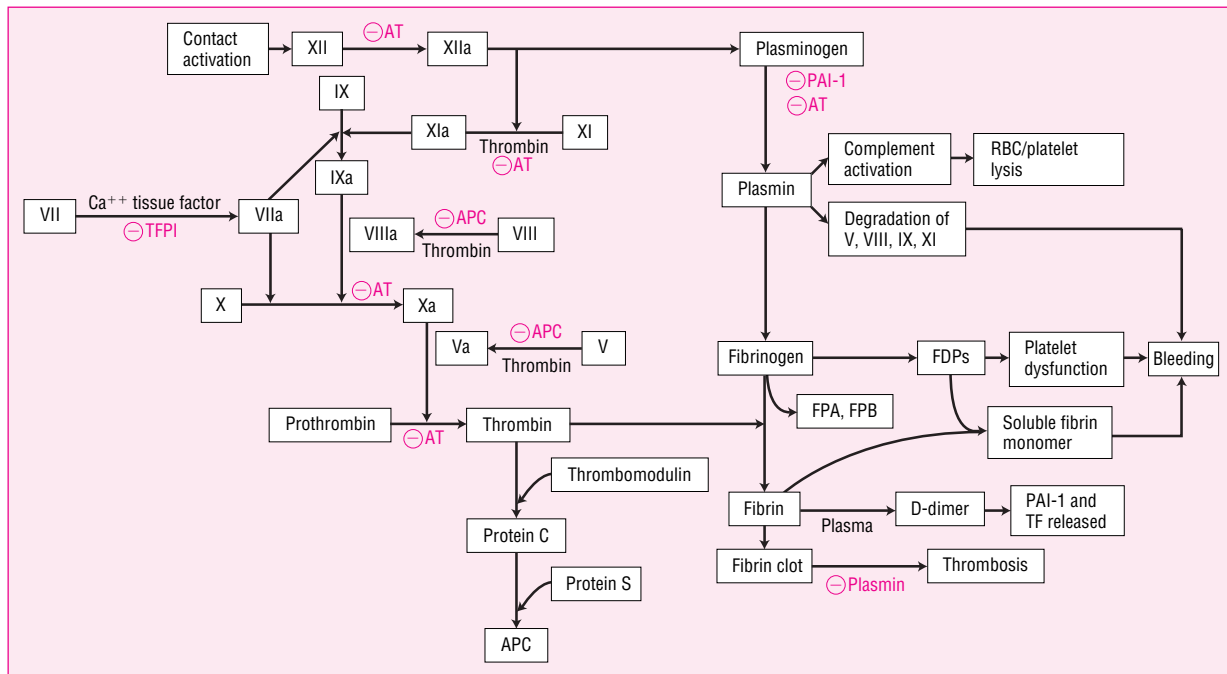 Contact
activation
XII
⊖AT
XIIa
Plasminogen
⊖PAI-1
⊖AT
IX
XIa
Thrombin
⊖AT
XI
IXa
Complement
activation
RBC/platelet
lysis
Plasmin
Degradation of
V, VIII, IX, XI
VII
Ca++ tissue factor
⊖TFPI
VIIa
VIIIa
⊖APC
Thrombin
VIII
X
⊖AT
Xa
Va
⊖APC
Thrombin
V
Fibrinogen
FDPs
Platelet
dysfunction
Bleeding
FPA, FPB
Prothrombin
⊖AT
Thrombin
Soluble fibrin
monomer
Thrombomodulin
Fibrin
Plasma
D-dimer
PAI-1 and
TF released
Protein C
Fibrin clot
⊖Plasmin
Thrombosis
Protein S
APC